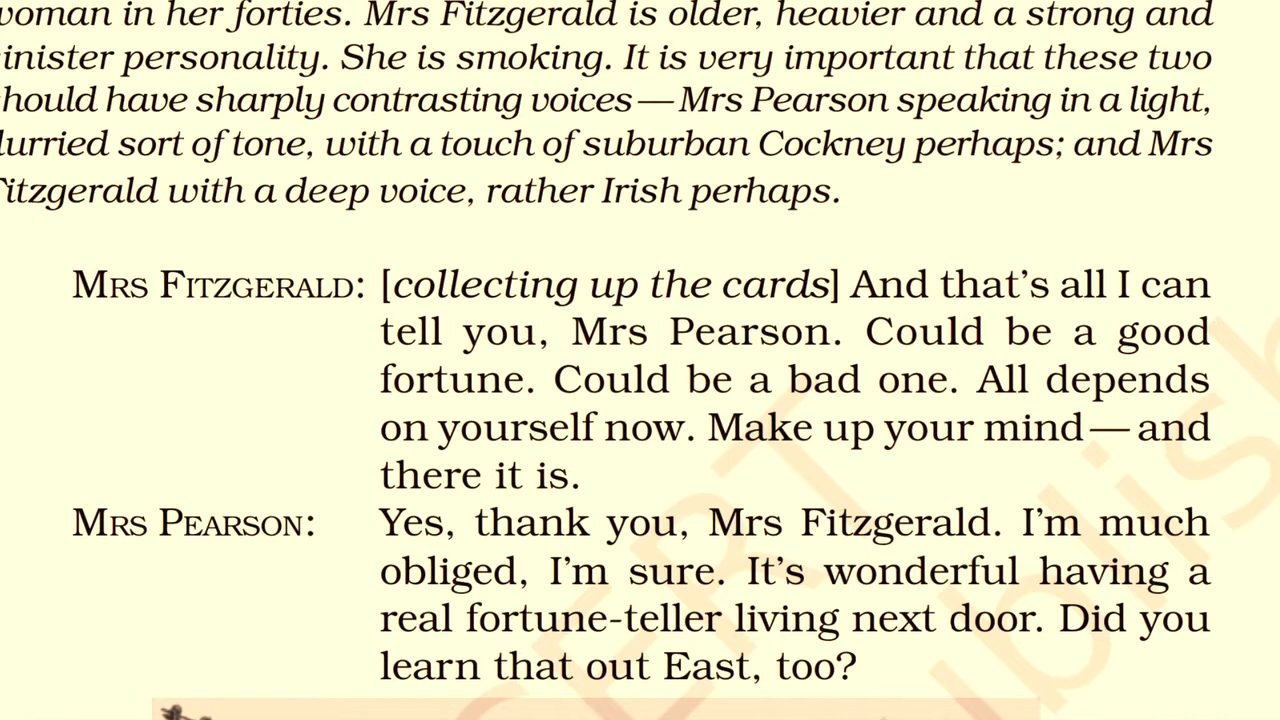 woman in her forties. Mrs Fitzgerald is older, heavier and a strong and
sinister personality. She is smoking. It is very important that these two
should have sharply contrasting voices — Mrs Pearson speaking in a light,
flurried sort of tone, with a touch of suburban Cockney perhaps; and Mrs
Fitzgerald with a deep voice, rather Irish perhaps.
MRS FITZGERALD: [collecting up the cards] And that's all I can
tell you, Mrs Pearson. Could be a good
fortune. Could be a bad one. All depends
on yourself now. Make up your mind — and
there it is.
MRS PEARSON: Yes, thank you, Mrs Fitzgerald. I'm much
obliged, I'm sure. It's wonderful having a
real fortune-teller living next door. Did you
learn that out East, too?